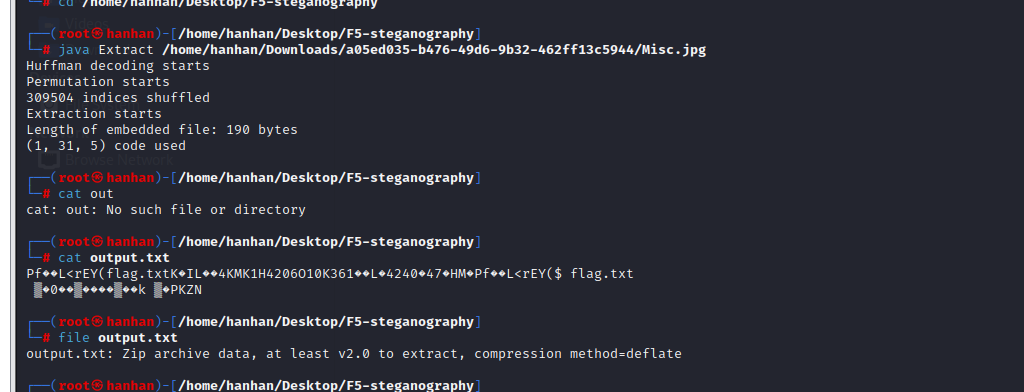 └─# cd /home/hanhan/Desktop/F5-steganography
┌──(root㉿hanhan)-[/home/hanhan/Desktop/F5-steganography]
└─# java Extract /home/hanhan/Downloads/a05ed035-b476-49d6-9b32-462ff13c5944/Misc.jpg
Huffman decoding starts
Permutation starts
309504 indices shuffled
Extraction starts
Length of embedded file: 190 bytes
(1, 31, 5) code used
Browse Network
┌──(root㉿hanhan)-[/home/hanhan/Desktop/F5-steganography]
└─# cat out
cat: out: No such file or directory
┌──(root㉿hanhan)-[/home/hanhan/Desktop/F5-steganography]
└─# cat output.txt
Pf��L<rEY(flag.txtK�IL��4KMK1H4206O10K361��L�4240�47�HM�Pf��L<rEY($ flag.txt
▒�0��▒����▒��k ▒�PKZN
┌──(root㉿hanhan)-[/home/hanhan/Desktop/F5-steganography]
└─# file output.txt
output.txt: Zip archive data, at least v2.0 to extract, compression method=deflate
┌──(root㉿hanhan)-[/home/hanhan/Desktop/F5-steganography]